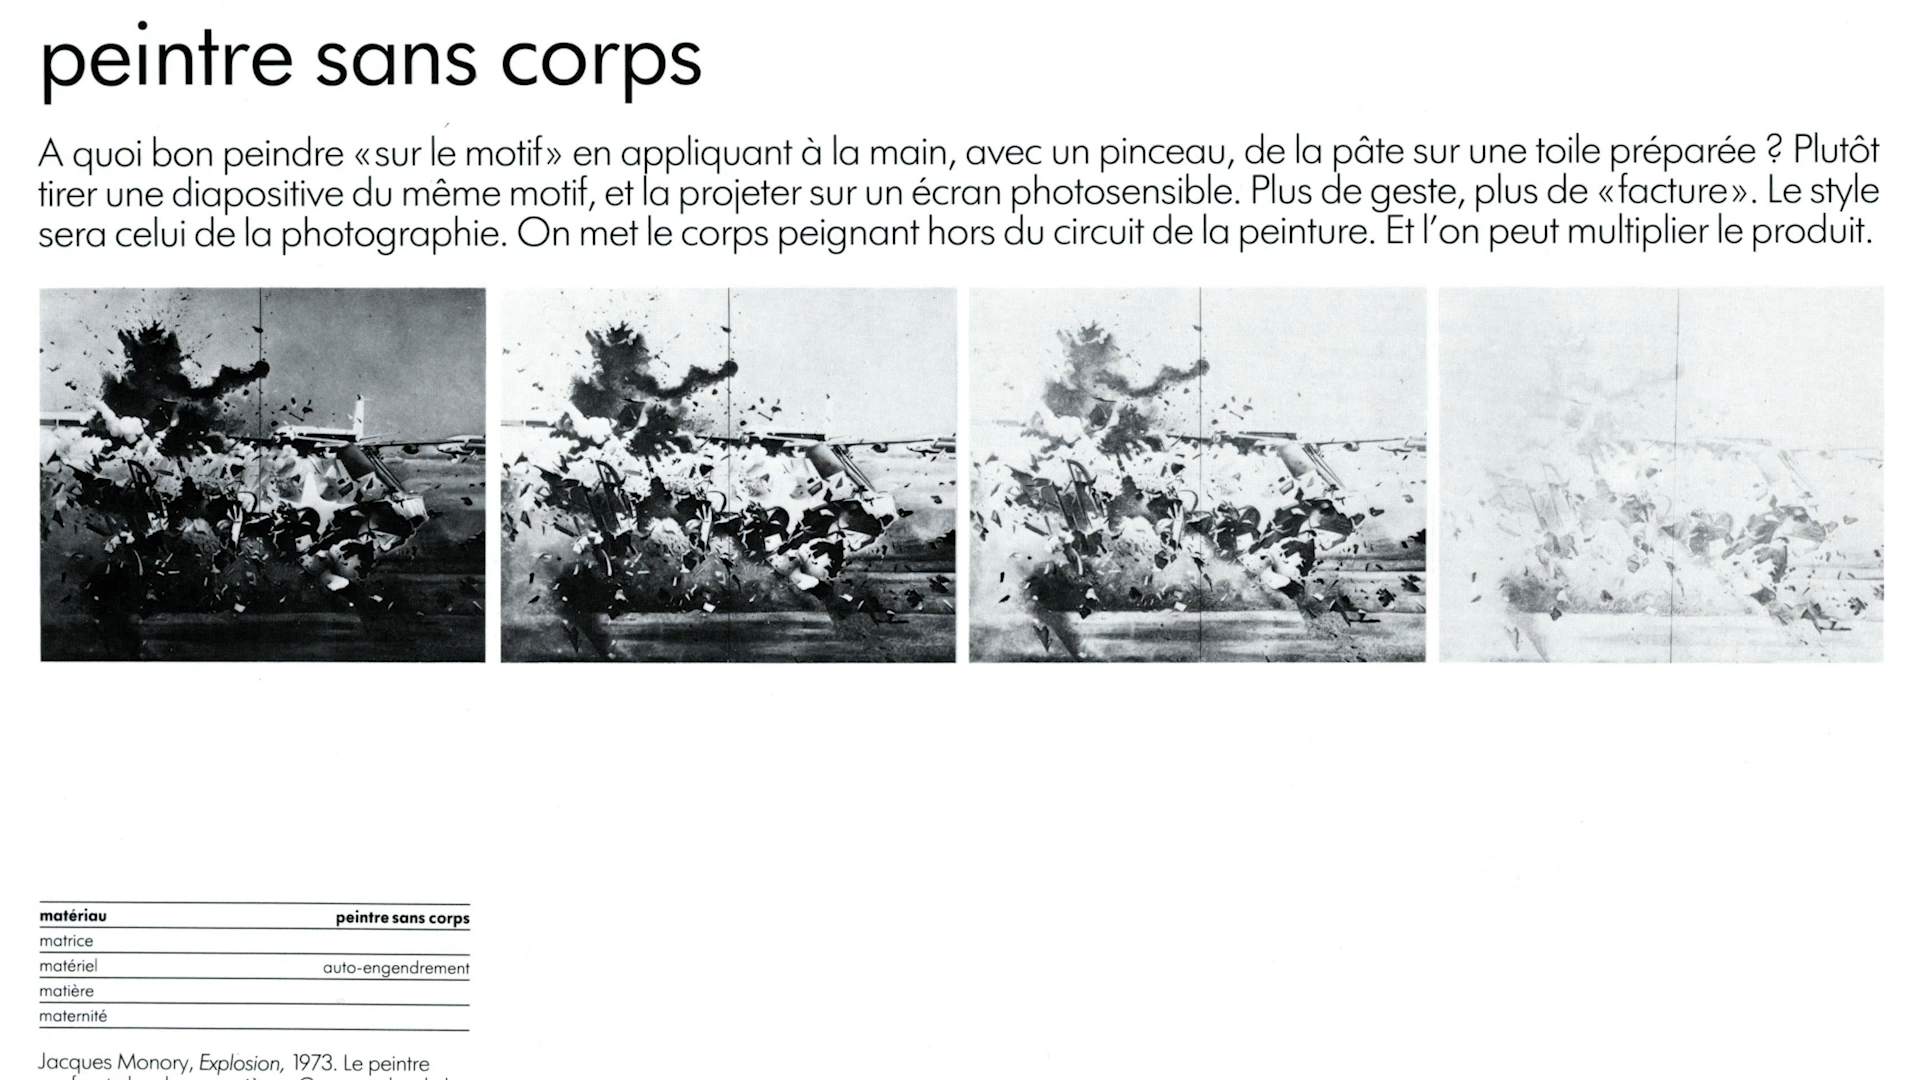 peintre sans corps
A quoi bon peindre «sur le motif» en appliquant à la main, avec un pinceau, de la pâte sur une toile préparée ? Plutôt
tirer une diapositive du même motif, et la projeter sur un écran photosensible. Plus de geste, plus de «facture». Le style
sera celui de la photographie. On met le corps peignant hors du circuit de la peinture. Et l'on peut multiplier le produit.
matériau peintre sans corps
matrice
matériel auto-engendrement
matière
maternité
Jacques Monory, Explosion, 1973. Le peintre